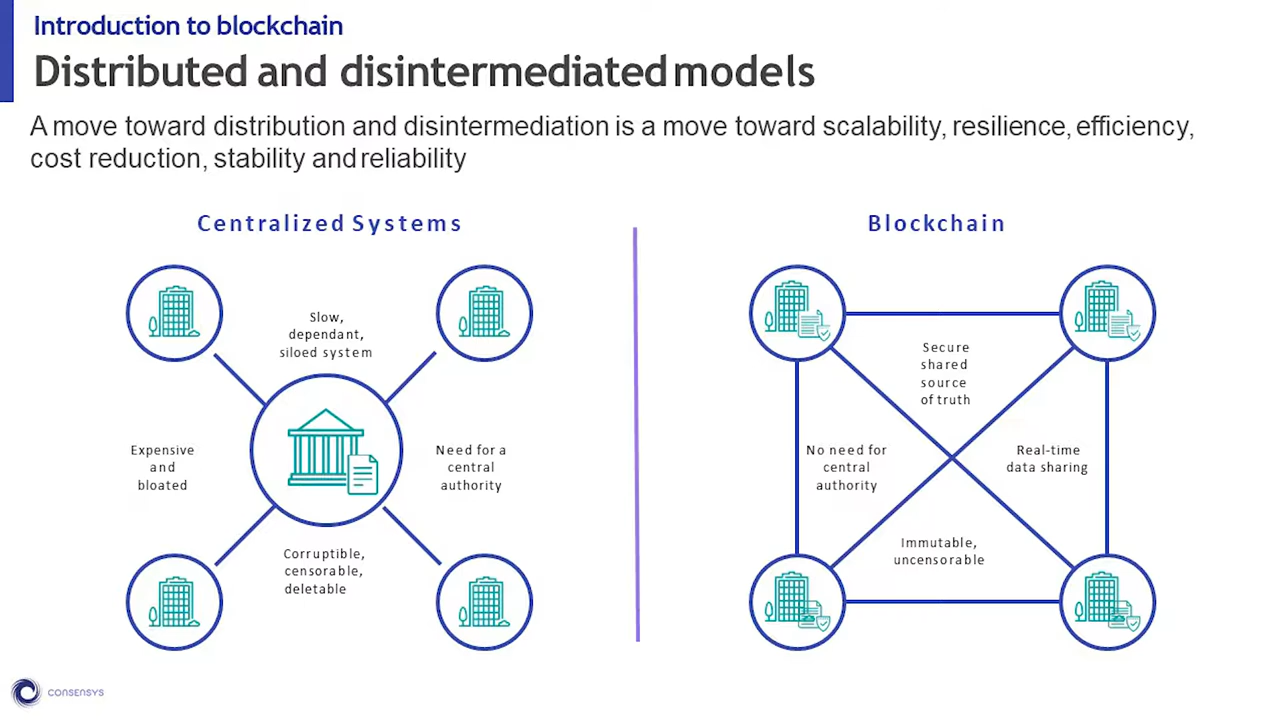 Introduction to blockchain
Distributed and disintermediated models
A move toward distribution and disintermediation is a move toward scalability, resilience, efficiency,
cost reduction, stability and reliability
Centralized Systems
Slow,
dependant,
siloed system
Expensive
and
bloated
Need for a
central
authority
Corruptible,
censorable,
deletable
Blockchain
Secure
shared
source
of truth
No need for
central
authority
Real-time
data sharing
Immutable,
uncensorable
CONSENSYS